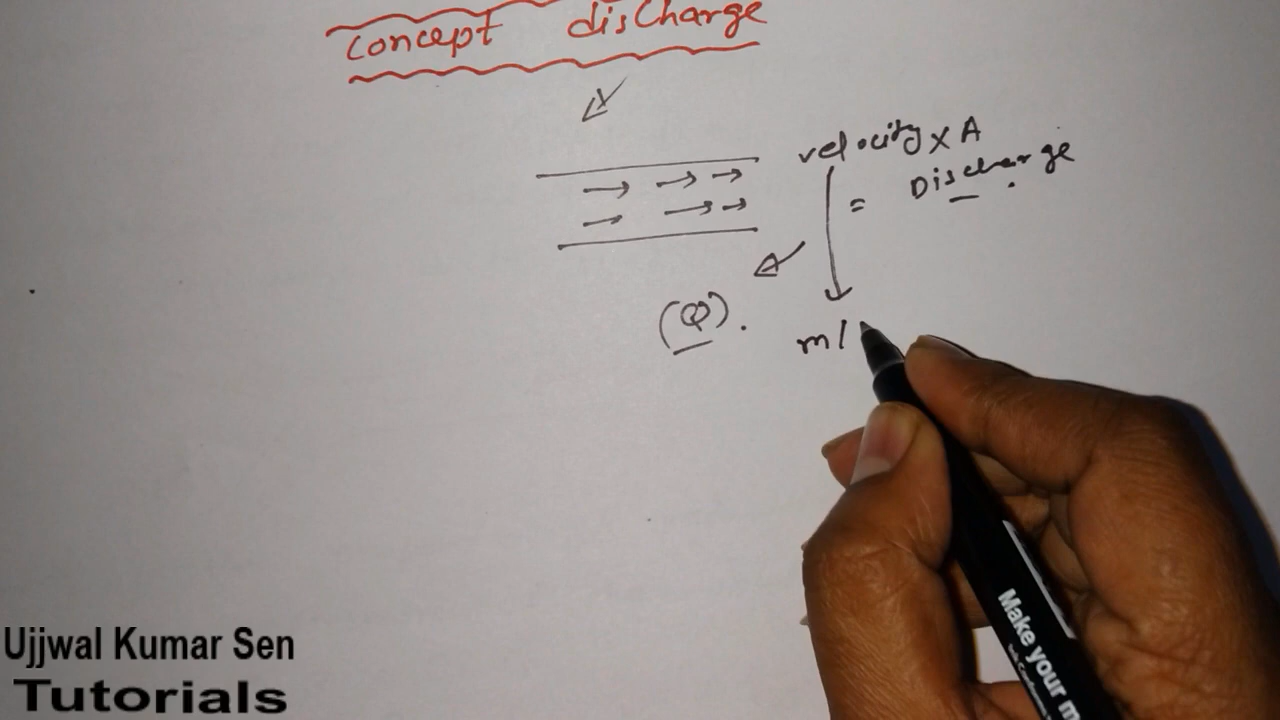 concept discharge
velocity x A
= Discharge
(Q).
m/
Make your m
Ujjwal Kumar Sen
Tutorials